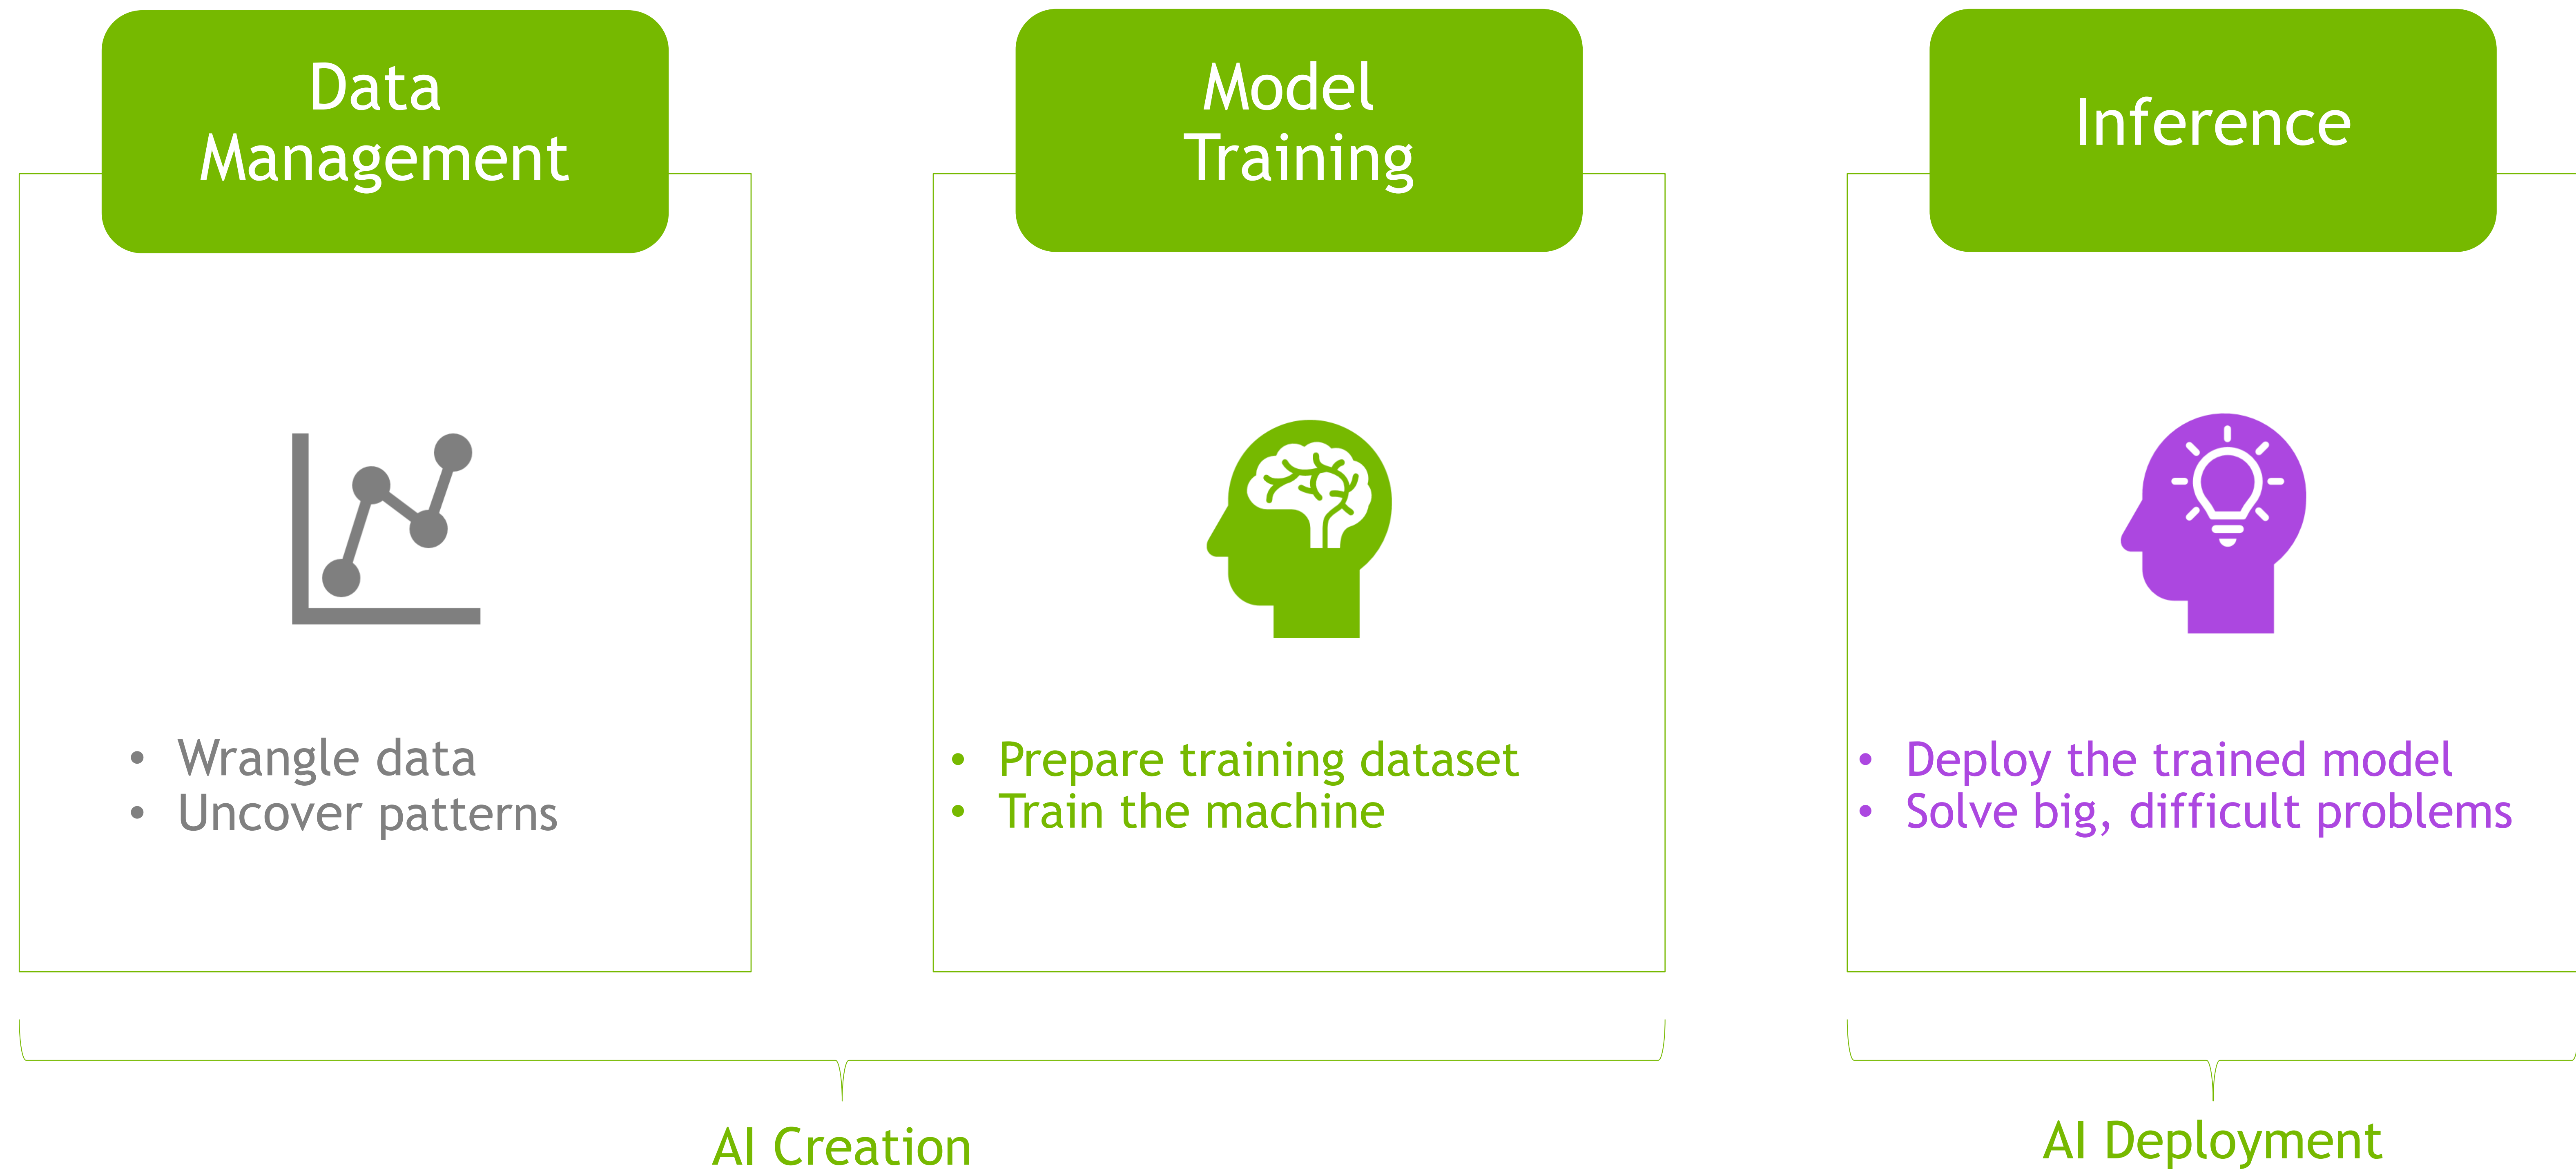 Data
Management
Model
Training
Inference
• Wrangle data
• Uncover patterns
• Prepare training dataset
• Train the machine
• Deploy the trained model
• Solve big, difficult problems
AI Creation
AI Deployment